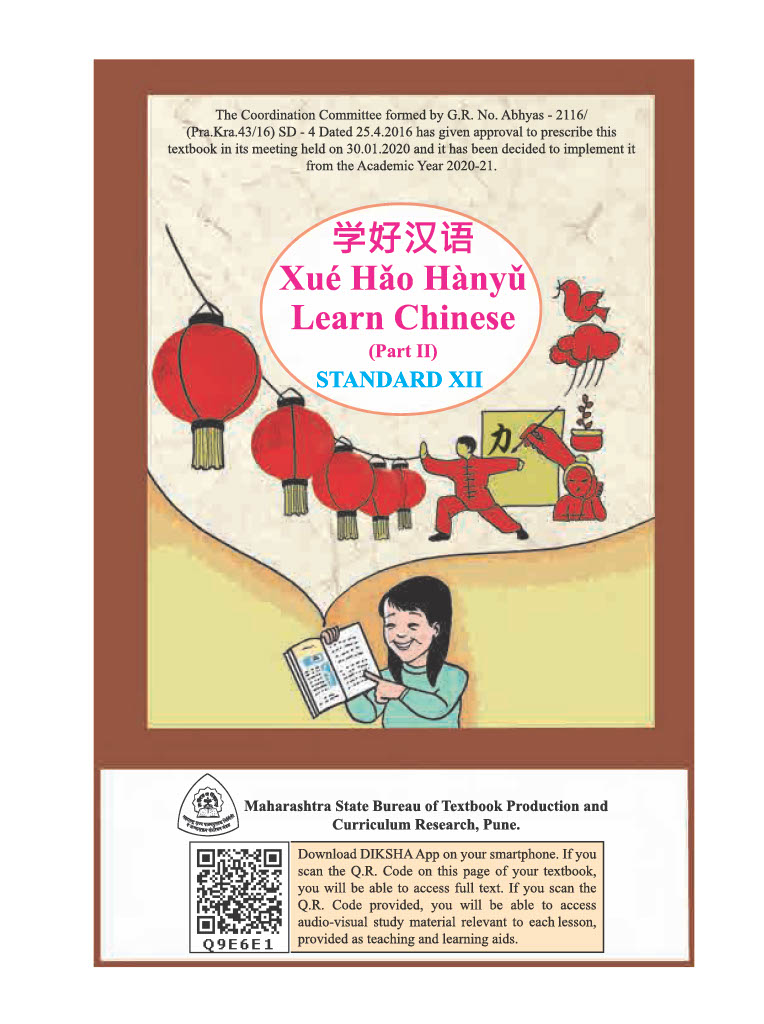 The Coordination Committee formed by G.R. No. Abhyas - 2116/
(Pra.Kra.43/16) SD - 4 Dated 25.4.2016 has given approval to prescribe this
textbook in its meeting held on 30.01.2020 and it has been decided to implement it
from the Academic Year 2020-21.
学好汉语
Xué Hǎo Hànyǔ
Learn Chinese
(Part II)
STANDARD XII
力
Maharashtra State Bureau of Textbook Production and
Curriculum Research, Pune.
Download DIKSHA App on your smartphone. If you
scan the Q.R. Code on this page of your textbook,
you will be able to access full text. If you scan the
Q.R. Code provided, you will be able to access
audio-visual study material relevant to each lesson,
provided as teaching and learning aids.
Q9E6E1